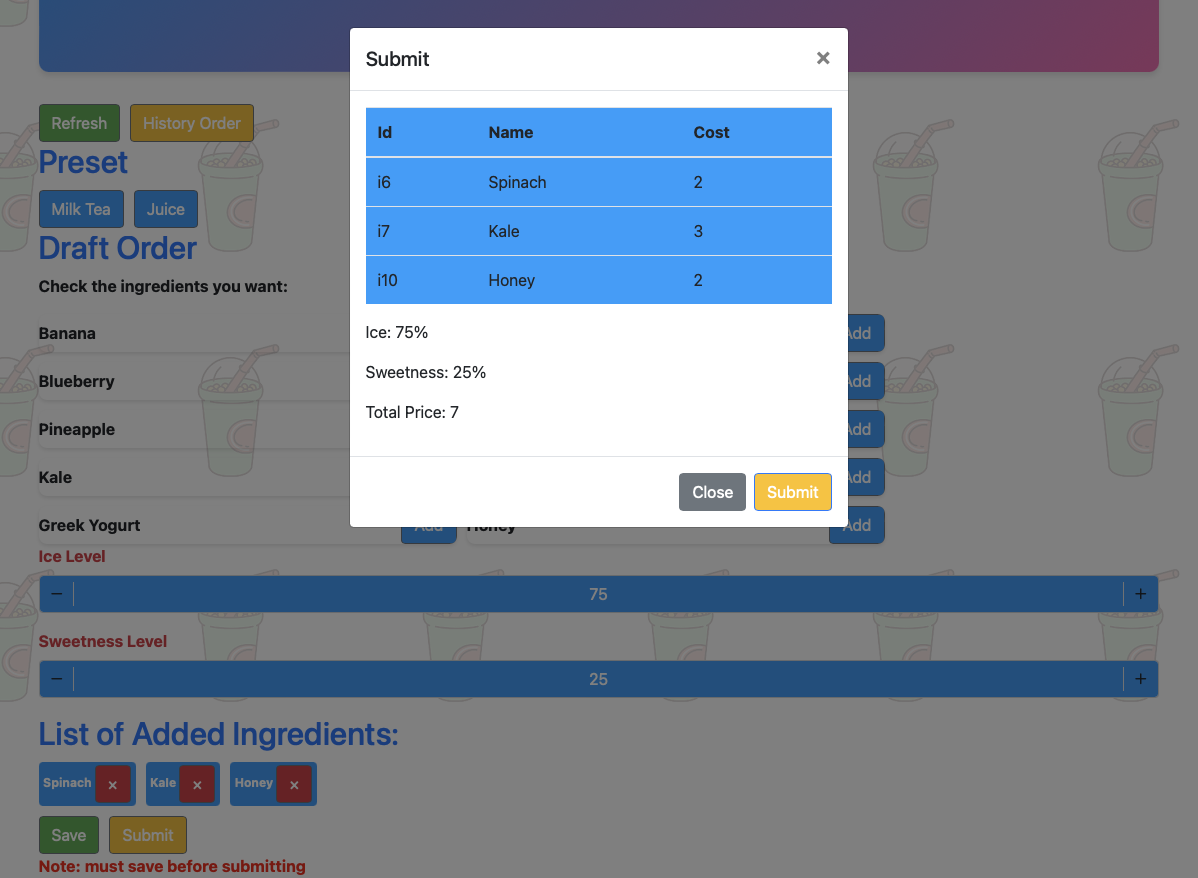 Submit ×
Id Name Cost
i6 Spinach 2
i7 Kale 3
i10 Honey 2
Ice: 75%
Sweetness: 25%
Total Price: 7
Close Submit
Refresh History Order
Preset
Milk Tea Juice
Draft Order
Check the ingredients you want:
Banana Add
Blueberry Add
Pineapple Add
Kale Add
Greek Yogurt Add Honey Add
Ice Level
− 75 +
Sweetness Level
− 25 +
List of Added Ingredients:
Spinach × Kale × Honey ×
Save Submit
Note: must save before submitting